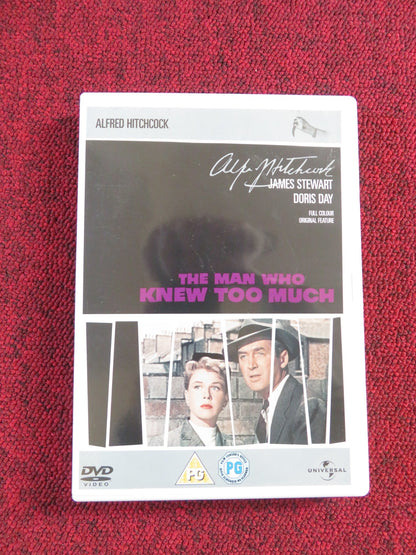 ALFRED HITCHCOCK
Alfred Hitchcock
JAMES STEWART
DORIS DAY
FULL COLOUR
ORIGINAL FEATURE
THE MAN WHO
KNEW TOO MUCH
DVD
VIDEO
PG
PG
UNIVERSAL